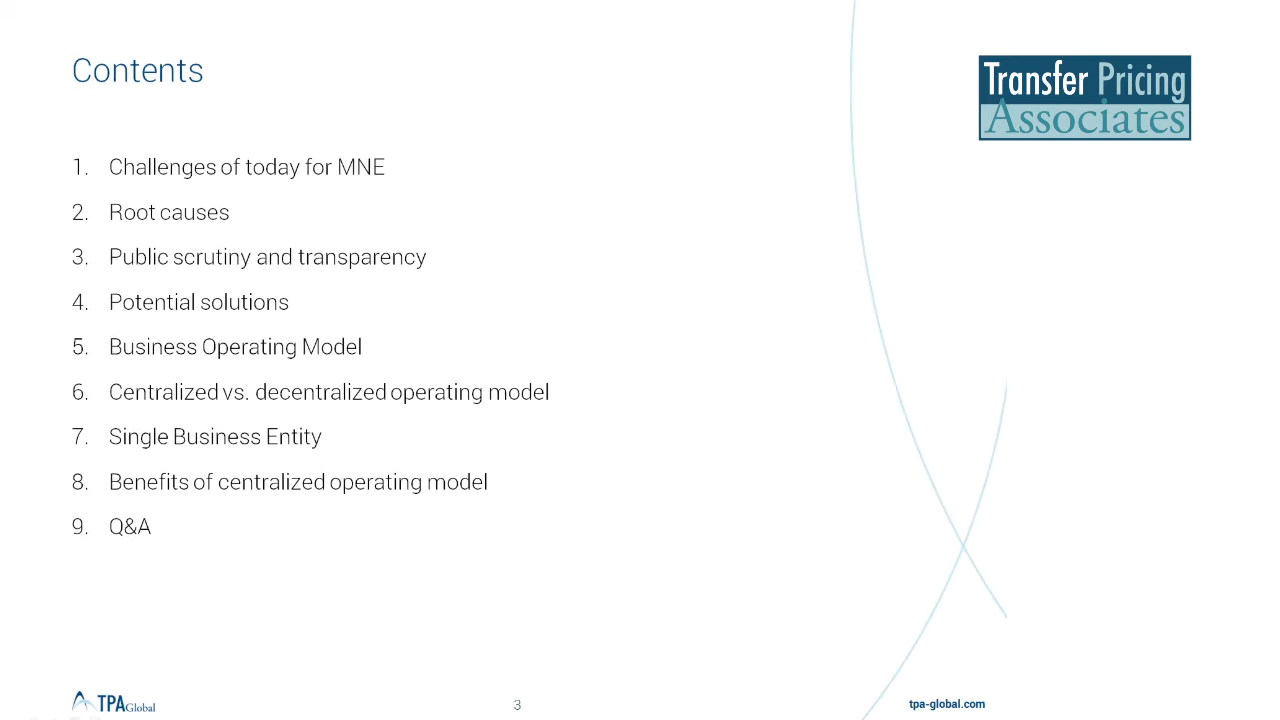 Contents
Transfer Pricing
Associates
1. Challenges of today for MNE
2. Root causes
3. Public scrutiny and transparency
4. Potential solutions
5. Business Operating Model
6. Centralized vs. decentralized operating model
7. Single Business Entity
8. Benefits of centralized operating model
9. Q&A
TPA Global
3
tpa-global.com